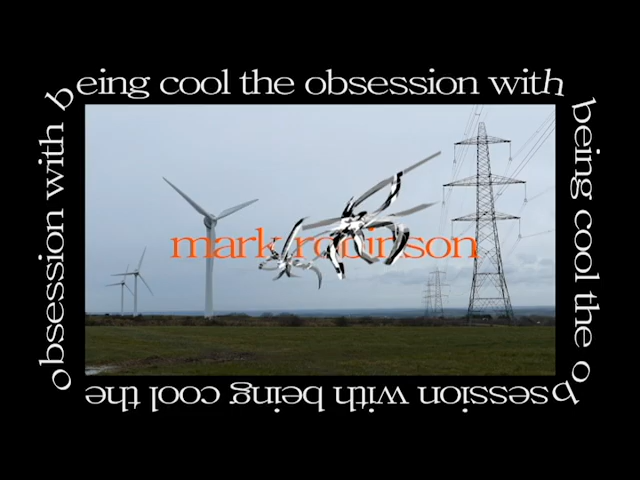 being cool the obsession with
being cool the
obsession with being cool the
obsession with
mark robinson